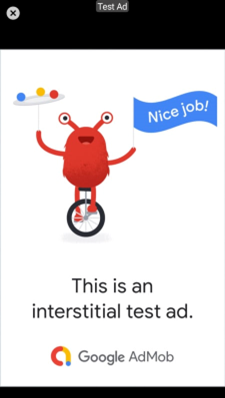 Test Ad
Nice job!
This is an
interstitial test ad.
Google AdMob